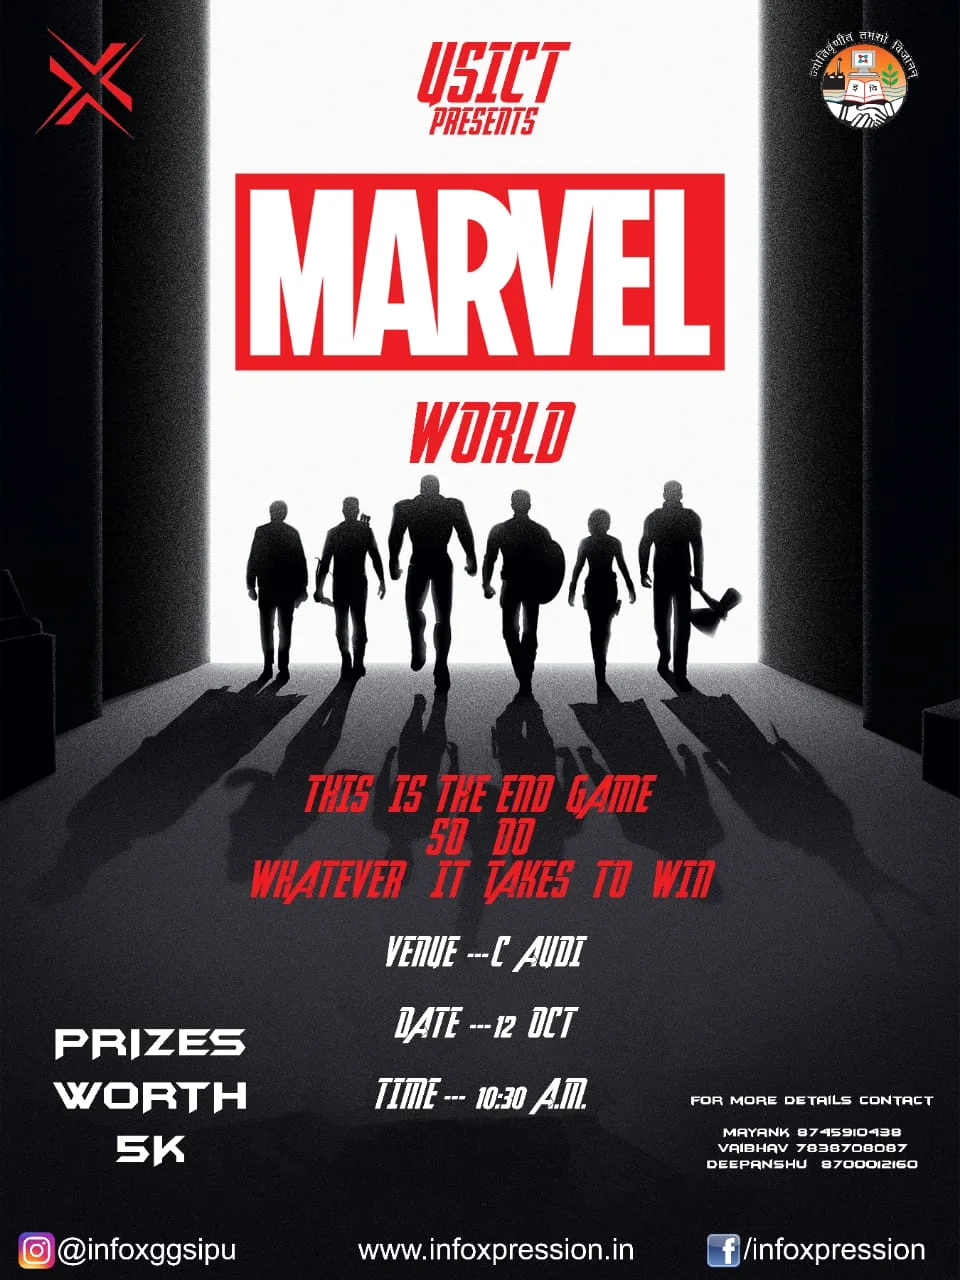 USICT
PRESENTS
ज्योतिर्वृणीत तमसो विजानन्
इ वि
MARVEL
WORLD
THIS IS THE END GAME
SO DO
WHATEVER IT TAKES TO WIN
VENUE ---C AUDI
DATE ---12 OCT
TIME --- 10:30 A.M.
PRIZES
WORTH
5K
FOR MORE DETAILS CONTACT
MAYANK 8745910438
VAIBHAV 7838708087
DEEPANSHU 8700012160
@infoxggsipu
www.infoxpression.in
/infoxpression